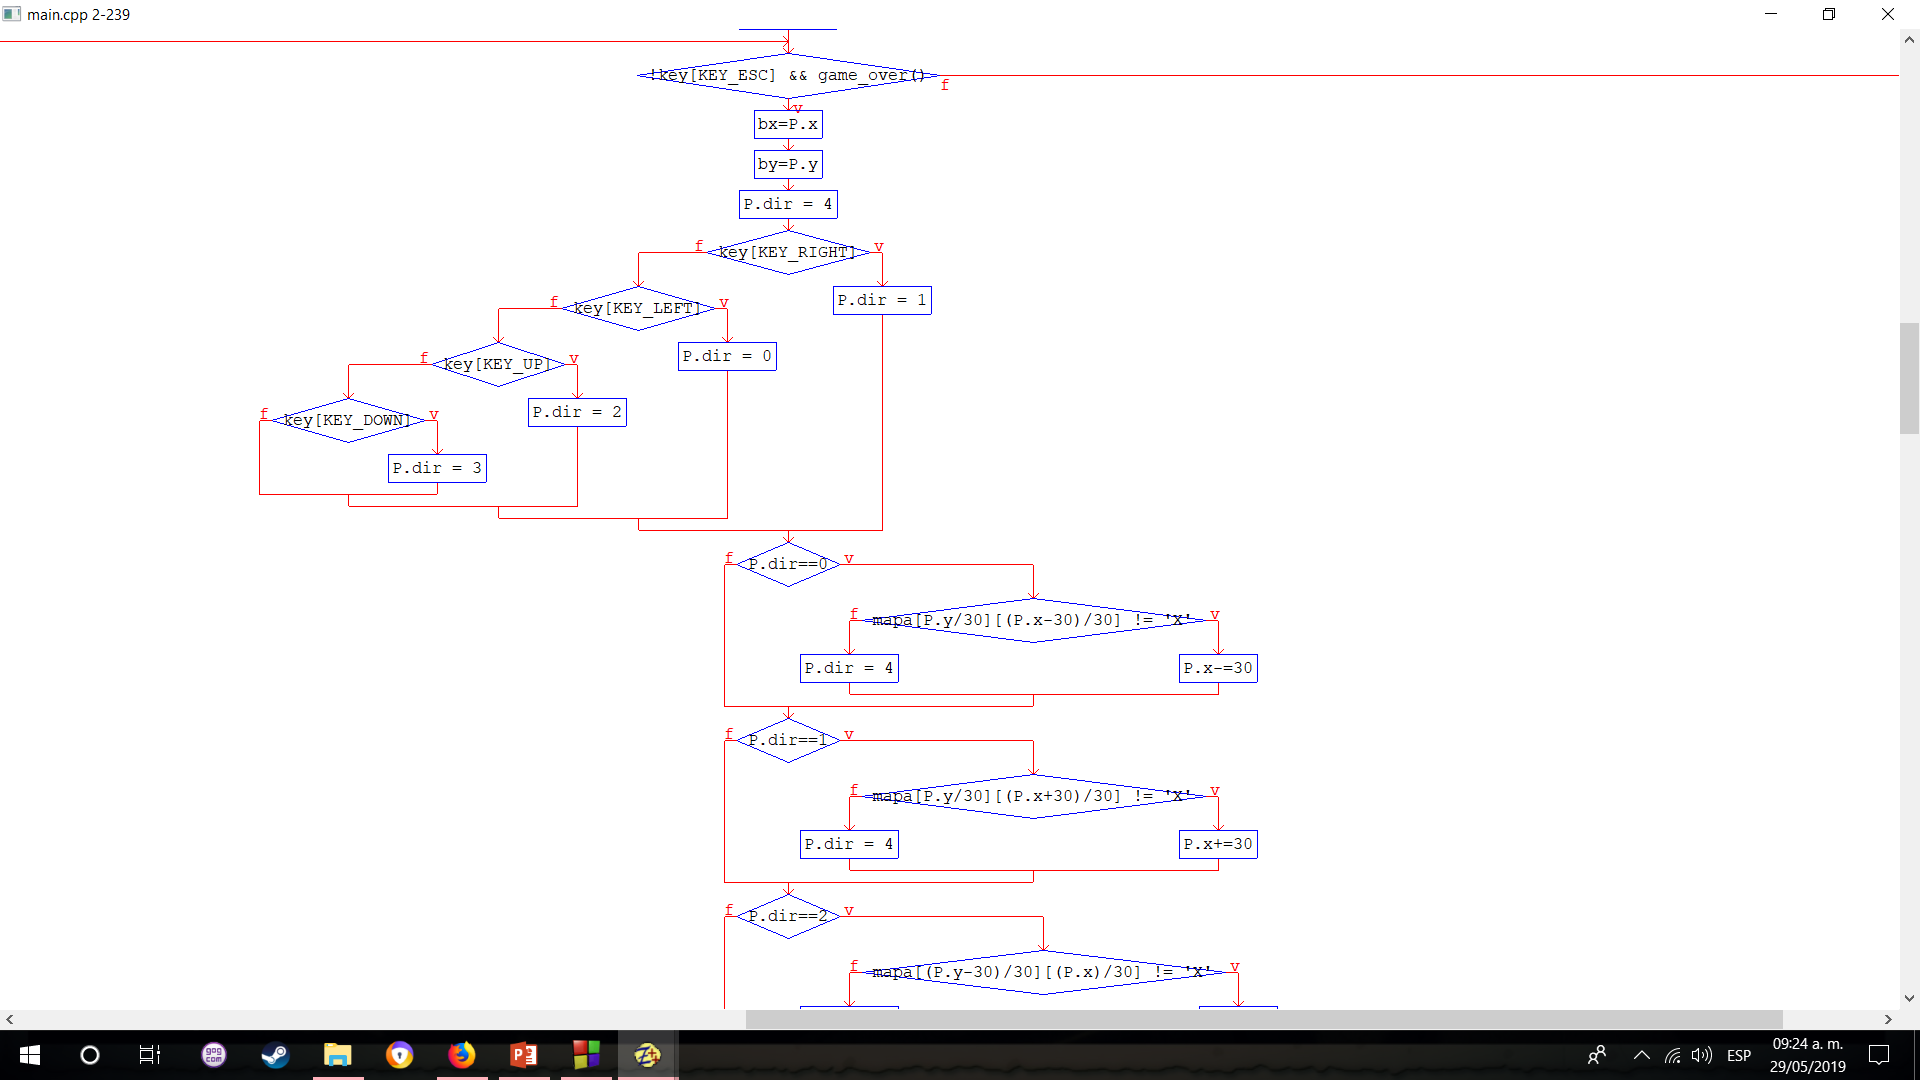 main.cpp 2-239
!key[KEY_ESC] && game_over()
f
v
bx=P.x
by=P.y
P.dir = 4
f key[KEY_RIGHT] v
P.dir = 1
f key[KEY_LEFT] v
P.dir = 0
f key[KEY_UP] v
P.dir = 2
f key[KEY_DOWN] v
P.dir = 3
f P.dir==0 v
f mapa[P.y/30][(P.x-30)/30] != 'X' v
P.dir = 4 P.x-=30
f P.dir==1 v
f mapa[P.y/30][(P.x+30)/30] != 'X' v
P.dir = 4 P.x+=30
f P.dir==2 v
f mapa[(P.y-30)/30][(P.x)/30] != 'X' v
gog.com
ESP
09:24 a. m.
29/05/2019